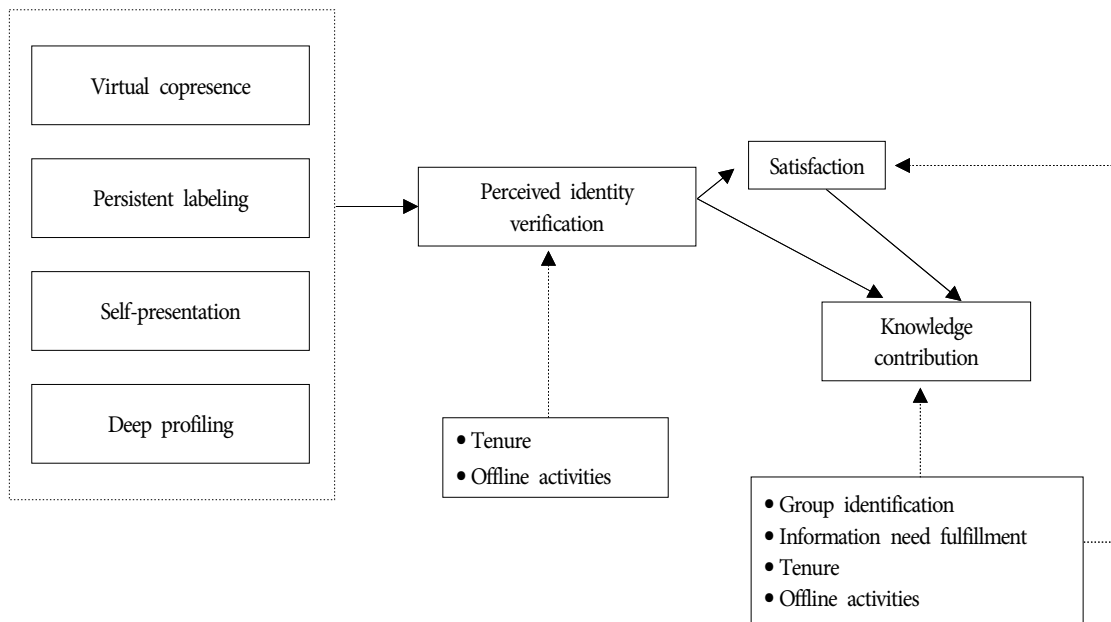 Virtual copresence
Persistent labeling
Self-presentation
Deep profiling
Perceived identity
verification
• Tenure
• Offline activities
Satisfaction
Knowledge
contribution
• Group identification
• Information need fulfillment
• Tenure
• Offline activities